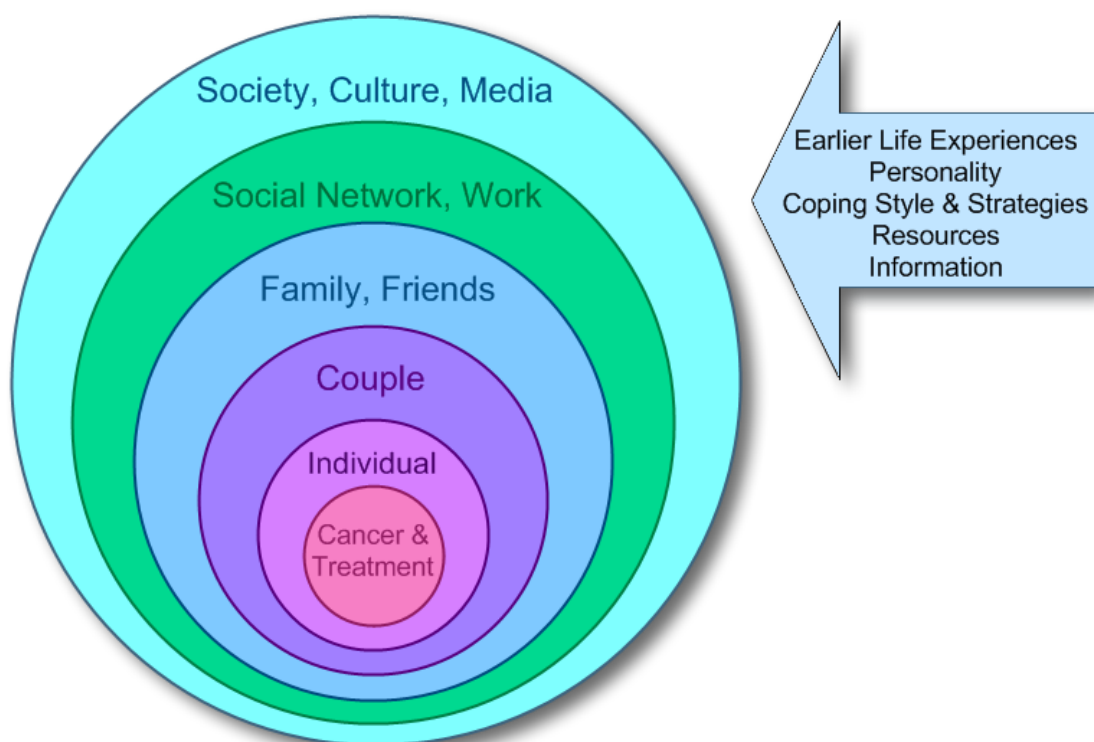 Society, Culture, Media
Social Network, Work
Family, Friends
Couple
Individual
Cancer &
Treatment
Earlier Life Experiences
Personality
Coping Style & Strategies
Resources
Information